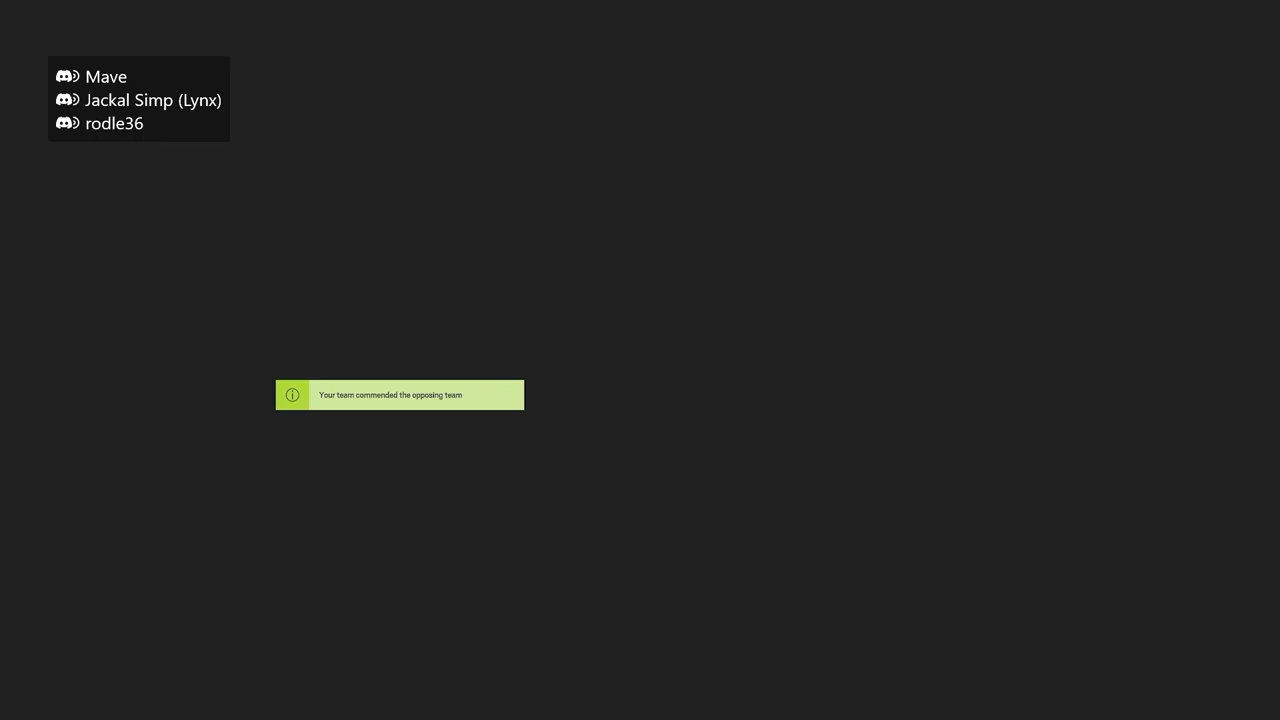 Mave
Jackal Simp (Lynx)
rodle36
Your team commended the opposing team